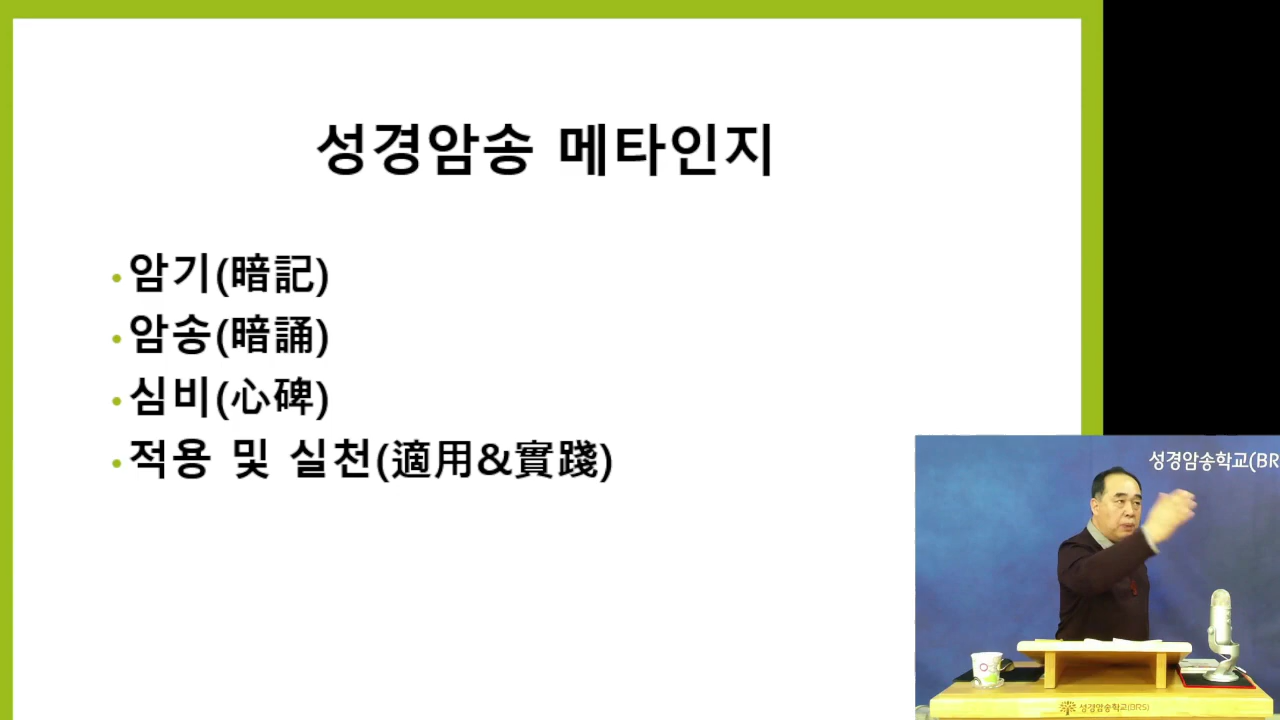 성경암송 메타인지
• 암기(暗記)
• 암송(暗誦)
• 심비(心碑)
• 적용 및 실천(適用&實踐)
성경암송학교(BR
성경암송학교(BRS)